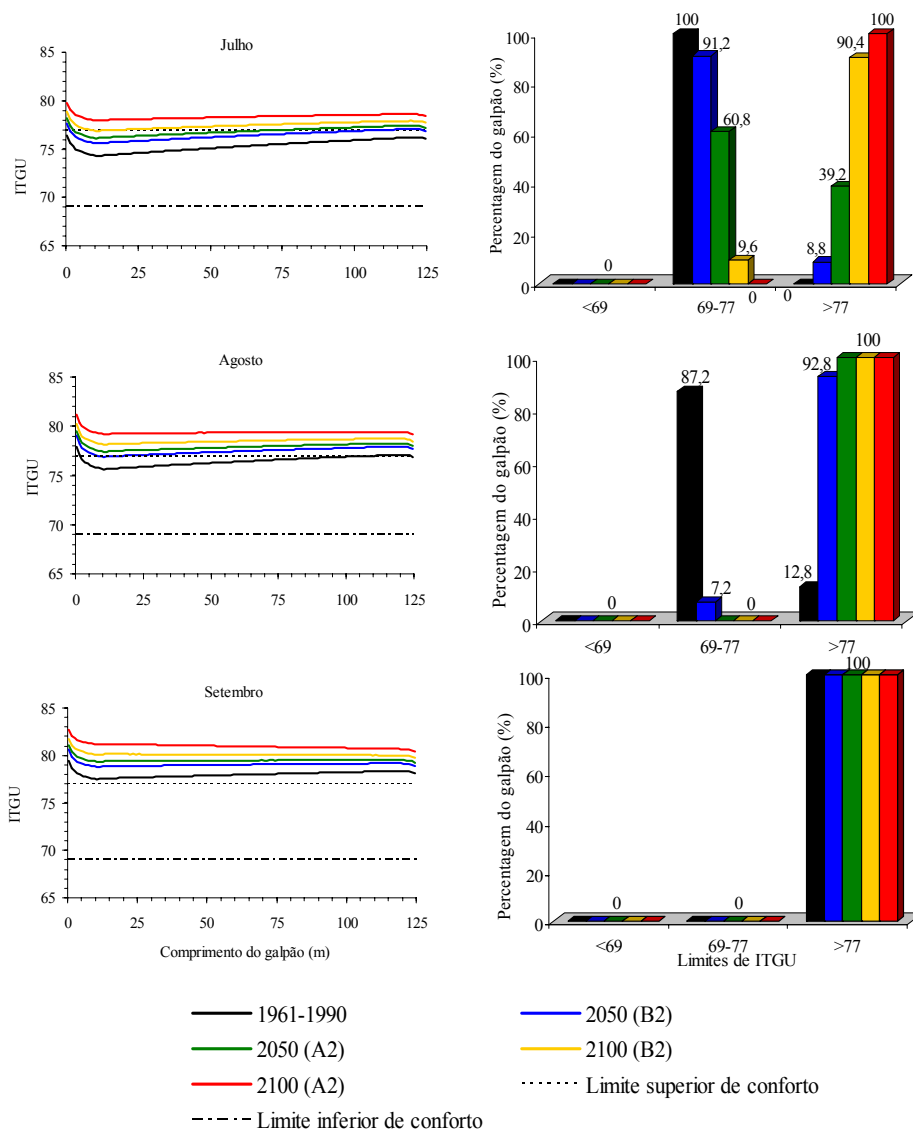 Julho
85
80
75
70
65
ITGU
0 25 50 75 100 125
100
80
60
40
20
0
Percentagem do galpão (%)
0
100
91,2
60,8
9,6
0
0
8,8
39,2
90,4
100
<69 69-77 >77
Agosto
85
80
75
70
65
ITGU
0 25 50 75 100 125
100
80
60
40
20
0
Percentagem do galpão (%)
0
87,2
7,2
0
12,8
92,8
100
<69 69-77 >77
Setembro
85
80
75
70
65
ITGU
0 25 50 75 100 125
Comprimento do galpão (m)
100
80
60
40
20
0
Percentagem do galpão (%)
0
0
100
<69 69-77 >77
Limites de ITGU
1961-1990
2050 (B2)
2050 (A2)
2100 (B2)
2100 (A2)
Limite superior de conforto
Limite inferior de conforto